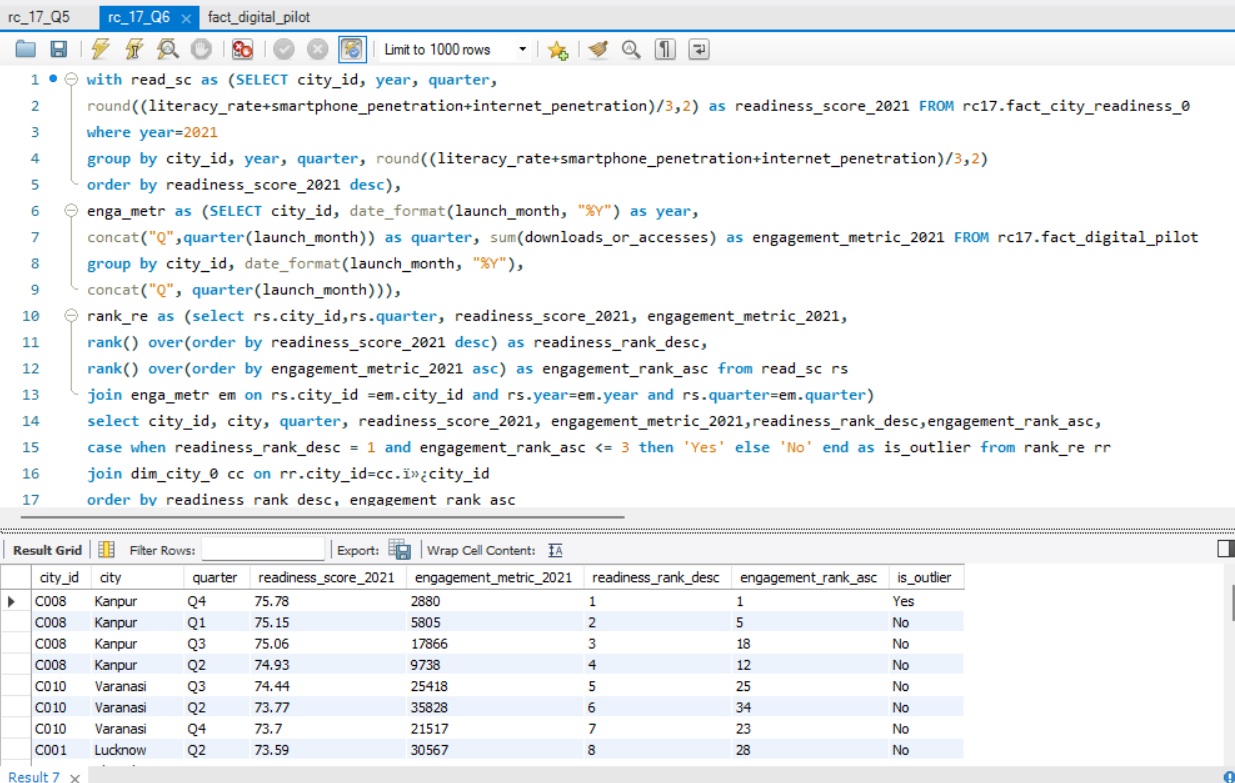 rc_17_Q5 rc_17_Q6 × fact_digital_pilot
Limit to 1000 rows
1 with read_sc as (SELECT city_id, year, quarter,
2 round((literacy_rate+smartphone_penetration+internet_penetration)/3,2) as readiness_score_2021 FROM rc17.fact_city_readiness_0
3 where year=2021
4 group by city_id, year, quarter, round((literacy_rate+smartphone_penetration+internet_penetration)/3,2)
5 order by readiness_score_2021 desc),
6 enga_metr as (SELECT city_id, date_format(launch_month, "%Y") as year,
7 concat("Q",quarter(launch_month)) as quarter, sum(downloads_or_accesses) as engagement_metric_2021 FROM rc17.fact_digital_pilot
8 group by city_id, date_format(launch_month, "%Y"),
9 concat("Q", quarter(launch_month))),
10 rank_re as (select rs.city_id,rs.quarter, readiness_score_2021, engagement_metric_2021,
11 rank() over(order by readiness_score_2021 desc) as readiness_rank_desc,
12 rank() over(order by engagement_metric_2021 asc) as engagement_rank_asc from read_sc rs
13 join enga_metr em on rs.city_id =em.city_id and rs.year=em.year and rs.quarter=em.quarter)
14 select city_id, city, quarter, readiness_score_2021, engagement_metric_2021,readiness_rank_desc,engagement_rank_asc,
15 case when readiness_rank_desc = 1 and engagement_rank_asc <= 3 then 'Yes' else 'No' end as is_outlier from rank_re rr
16 join dim_city_0 cc on rr.city_id=cc.ï»¿city_id
17 order by readiness_rank_desc, engagement_rank_asc
Result Grid Filter Rows: Export: Wrap Cell Content:
city_id city quarter readiness_score_2021 engagement_metric_2021 readiness_rank_desc engagement_rank_asc is_outlier
C008 Kanpur Q4 75.78 2880 1 1 Yes
C008 Kanpur Q1 75.15 5805 2 5 No
C008 Kanpur Q3 75.06 17866 3 18 No
C008 Kanpur Q2 74.93 9738 4 12 No
C010 Varanasi Q3 74.44 25418 5 25 No
C010 Varanasi Q2 73.77 35828 6 34 No
C010 Varanasi Q4 73.7 21517 7 23 No
C001 Lucknow Q2 73.59 30567 8 28 No
Result 7 ×